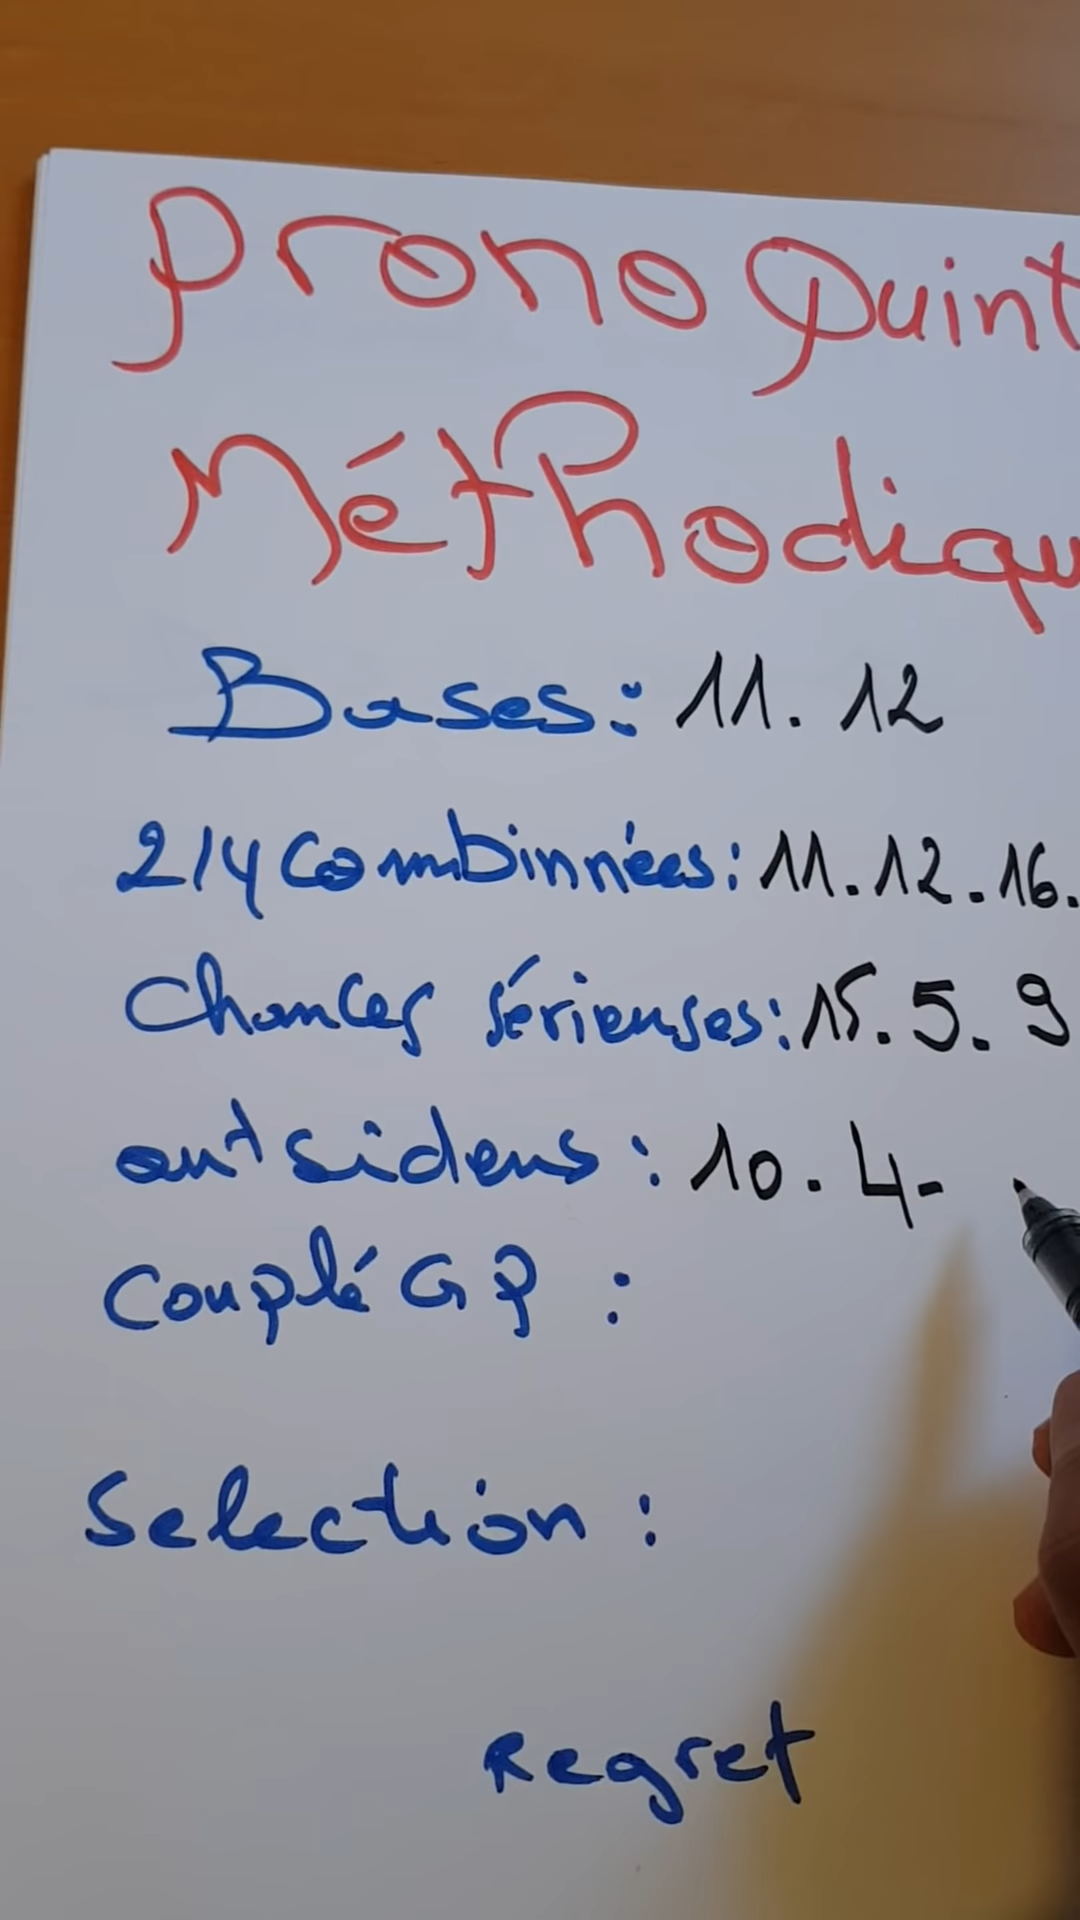 Prono Quint
Méthodiqu
Bases: 11. 12
2/4 Combinnées: 11. 12. 16.
Chances sérieuses: 15. 5. 9
outsiders: 10. 4-
Couplé G P :
Selection :
Regret